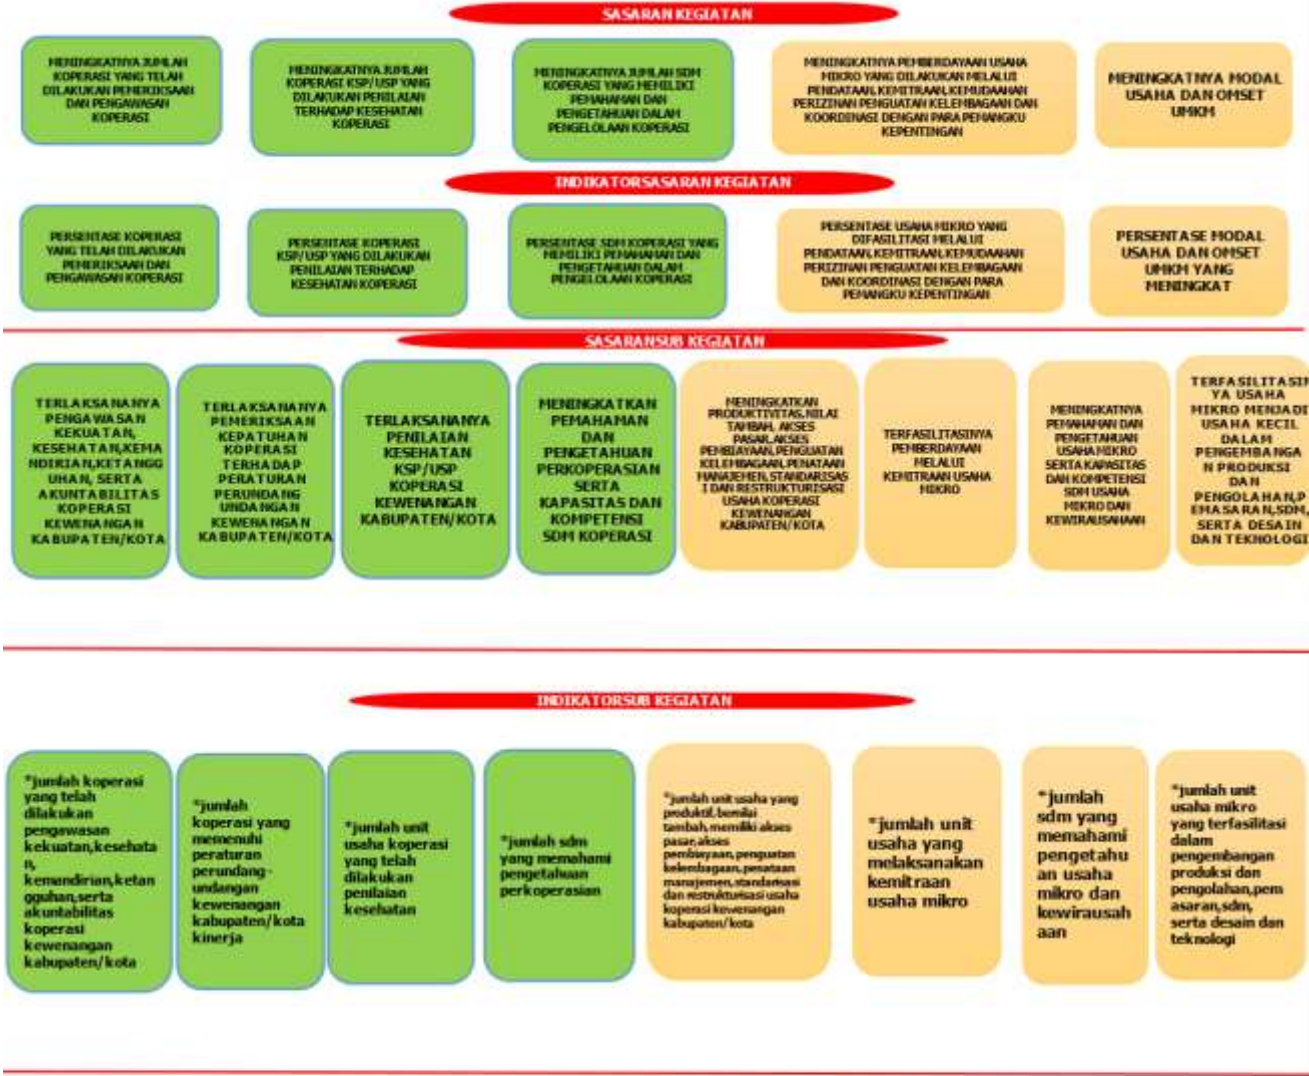 SASARAN KEGIATAN
MENINGKATNYA JUMLAH
KOPERASI YANG TELAH
DILAKUKAN PEMERIKSAAN
DAN PENGAWASAN
KOPERASI
MENINGKATNYA JUMLAH
KOPERASI KSP/USP YANG
DILAKUKAN PENILAIAN
TERHADAP KESEHATAN
KOPERASI
MENINGKATNYA JUMLAH SDM
KOPERASI YANG MEMILIKI
PEMAHAMAN DAN
PENGETAHUAN DALAM
PENGELOLAAN KOPERASI
MENINGKATNYA PEMBERDAYAAN USAHA
MIKRO YANG DILAKUKAN MELALUI
PENDATAAN,KEMITRAAN,KEMUDAAHAN
PERIZINAN PENGUATAN KELEMBAGAAN DAN
KOORDINASI DENGAN PARA PEMANGKU
KEPENTINGAN
MENINGKATNYA MODAL
USAHA DAN OMSET
UMKM
INDIKATORSASARAN KEGIATAN
PERSENTASE KOPERASI
YANG TELAH DILAKUKAN
PEMERIKSAAN DAN
PENGAWASAN KOPERASI
PERSENTASE KOPERASI
KSP/USP YANG DILAKUKAN
PENILAIAN TERHADAP
KESEHATAN KOPERASI
PERSENTASE SDM KOPERASI YANG
MEMILIKI PEMAHAMAN DAN
PENGETAHUAN DALAM
PENGELOLAAN KOPERASI
PERSENTASE USAHA MIKRO YANG
DIFASILITASI MELALUI
PENDATAAN,KEMITRAAN,KEMUDAAHAN
PERIZINAN PENGUATAN KELEMBAGAAN
DAN KOORDINASI DENGAN PARA
PEMANGKU KEPENTINGAN
PERSENTASE MODAL
USAHA DAN OMSET
UMKM YANG
MENINGKAT
SASARANSUB KEGIATAN
TERLAKSANANYA
PENGAWASAN
KEKUATAN,
KESEHATAN,KEMA
NDIRIAN,KETANGG
UHAN, SERTA
AKUNTABILITAS
KOPERASI
KEWENANGAN
KABUPATEN/KOTA
TERLAKSANANYA
PEMERIKSAAN
KEPATUHAN
KOPERASI
TERHADAP
PERATURAN
PERUNDANG
UNDANGAN
KEWENANGAN
KABUPATEN/KOTA
TERLAKSANANYA
PENILAIAN
KESEHATAN
KSP/USP
KOPERASI
KEWENANGAN
KABUPATEN/KOTA
MENINGKATKAN
PEMAHAMAN
DAN
PENGETAHUAN
PERKOPERASIAN
SERTA
KAPASITAS DAN
KOMPETENSI
SDM KOPERASI
MENINGKATKAN
PRODUKTIVITAS,NILAI
TAMBAH, AKSES
PASAR,AKSES
PEMBIAYAAN,PENGUATAN
KELEMBAGAAN,PENATAAN
MANAJEMEN,STANDARISAS
I DAN RESTRUKTURISASI
USAHA KOPERASI
KEWENANGAN
KABUPATEN/KOTA
TERFASILITASINYA
PEMBERDAYAAN
MELALUI
KEMITRAAN USAHA
MIKRO
MENINGKATNYA
PEMAHAMAN DAN
PENGETAHUAN
USAHA MIKRO
SERTA KAPASITAS
DAN KOMPETENSI
SDM USAHA
MIKRO DAN
KEWIRAUSAHAAN
TERFASILITASIN
YA USAHA
MIKRO MENJADI
USAHA KECIL
DALAM
PENGEMBANGA
N PRODUKSI
DAN
PENGOLAHAN,P
EMASARAN,SDM,
SERTA DESAIN
DAN TEKNOLOGI
INDIKATORSUB KEGIATAN
*jumlah koperasi
yang telah
dilakukan
pengawasan
kekuatan,kesehata
n,
kemandirian,ketan
gguhan,serta
akuntabilitas
koperasi
kewenangan
kabupaten/kota
*jumlah
koperasi yang
memenuhi
peraturan
perundang-
undangan
kewenangan
kabupaten/kota
kinerja
*jumlah unit
usaha koperasi
yang telah
dilakukan
penilaian
kesehatan
*jumlah sdm
yang memahami
pengetahuan
perkoperasian
*jumlah unit usaha yang
produktif,bernilai
tambah,memiliki akses
pasar,akses
pembiayaan,penguatan
kelembagaan,penataan
manajemen,standarisasi
dan restrukturisasi usaha
koperasi kewenangan
kabupaten/kota
*jumlah unit
usaha yang
melaksanakan
kemitraan
usaha mikro
*jumlah
sdm yang
memahami
pengetahu
an usaha
mikro dan
kewirausah
aan
*jumlah unit
usaha mikro
yang terfasilitasi
dalam
pengembangan
produksi dan
pengolahan,pem
asaran,sdm,
serta desain dan
teknologi